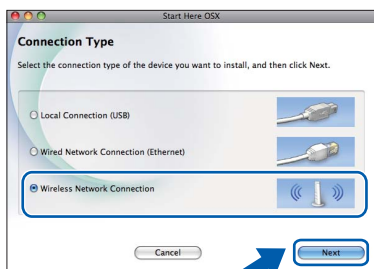 Start Here OSX
Connection Type
Select the connection type of the device you want to install, and then click Next.
Local Connection (USB)
Wired Network Connection (Ethernet)
Wireless Network Connection
Cancel
Next